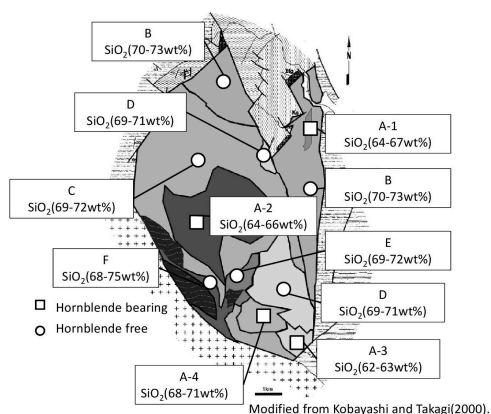 B
SiO₂(70-73wt%)
N
D
SiO₂(69-71wt%)
A-1
SiO₂(64-67wt%)
B
SiO₂(70-73wt%)
C
SiO₂(69-72wt%)
A-2
SiO₂(64-66wt%)
E
SiO₂(69-72wt%)
F
SiO₂(68-75wt%)
D
SiO₂(69-71wt%)
Hornblende bearing
Hornblende free
A-3
SiO₂(62-63wt%)
A-4
SiO₂(68-71wt%)
1km
Modified from Kobayashi and Takagi(2000).